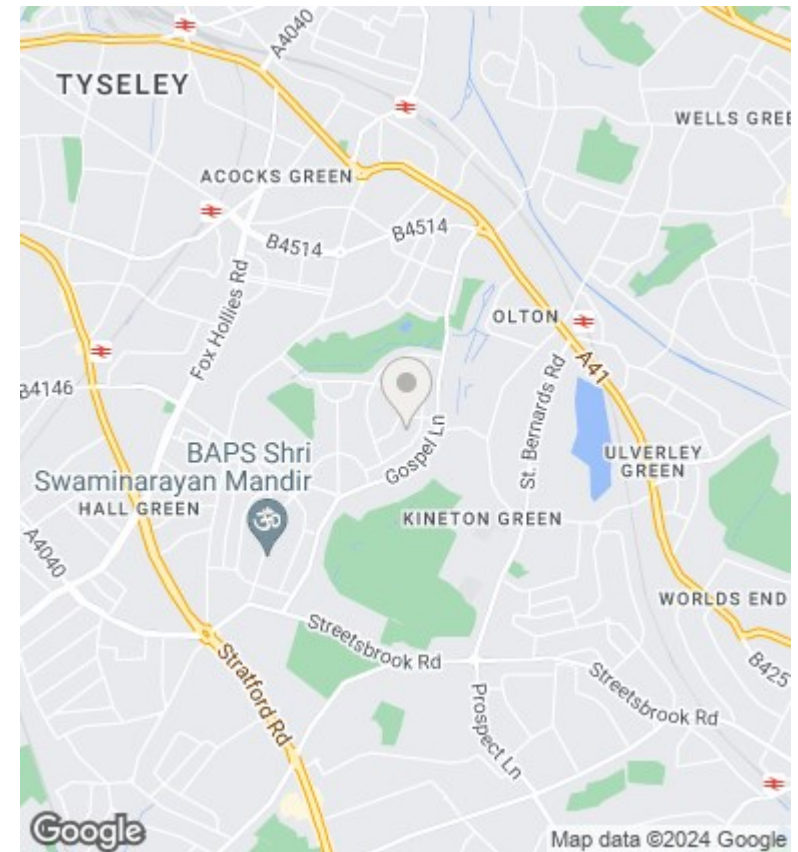 A4040
TYSELEY
WELLS GREE
ACOCKS GREEN
B4514
B4514
Fox Hollies Rd
OLTON
A41
B4146
St. Bernards Rd
Gospel Ln
BAPS Shri
Swaminarayan Mandir
ULVERLEY
GREEN
HALL GREEN
KINETON GREEN
A4040
WORLDS END
Streetsbrook Rd
B425
Stratford Rd
Streetsbrook Rd
Prospect Ln
Google
Map data ©2024 Google